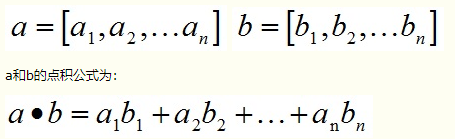 a = [a₁, a₂, …aₙ]  b = [b₁, b₂, …bₙ]
a和b的点积公式为：
a • b = a₁b₁ + a₂b₂ + … + aₙbₙ